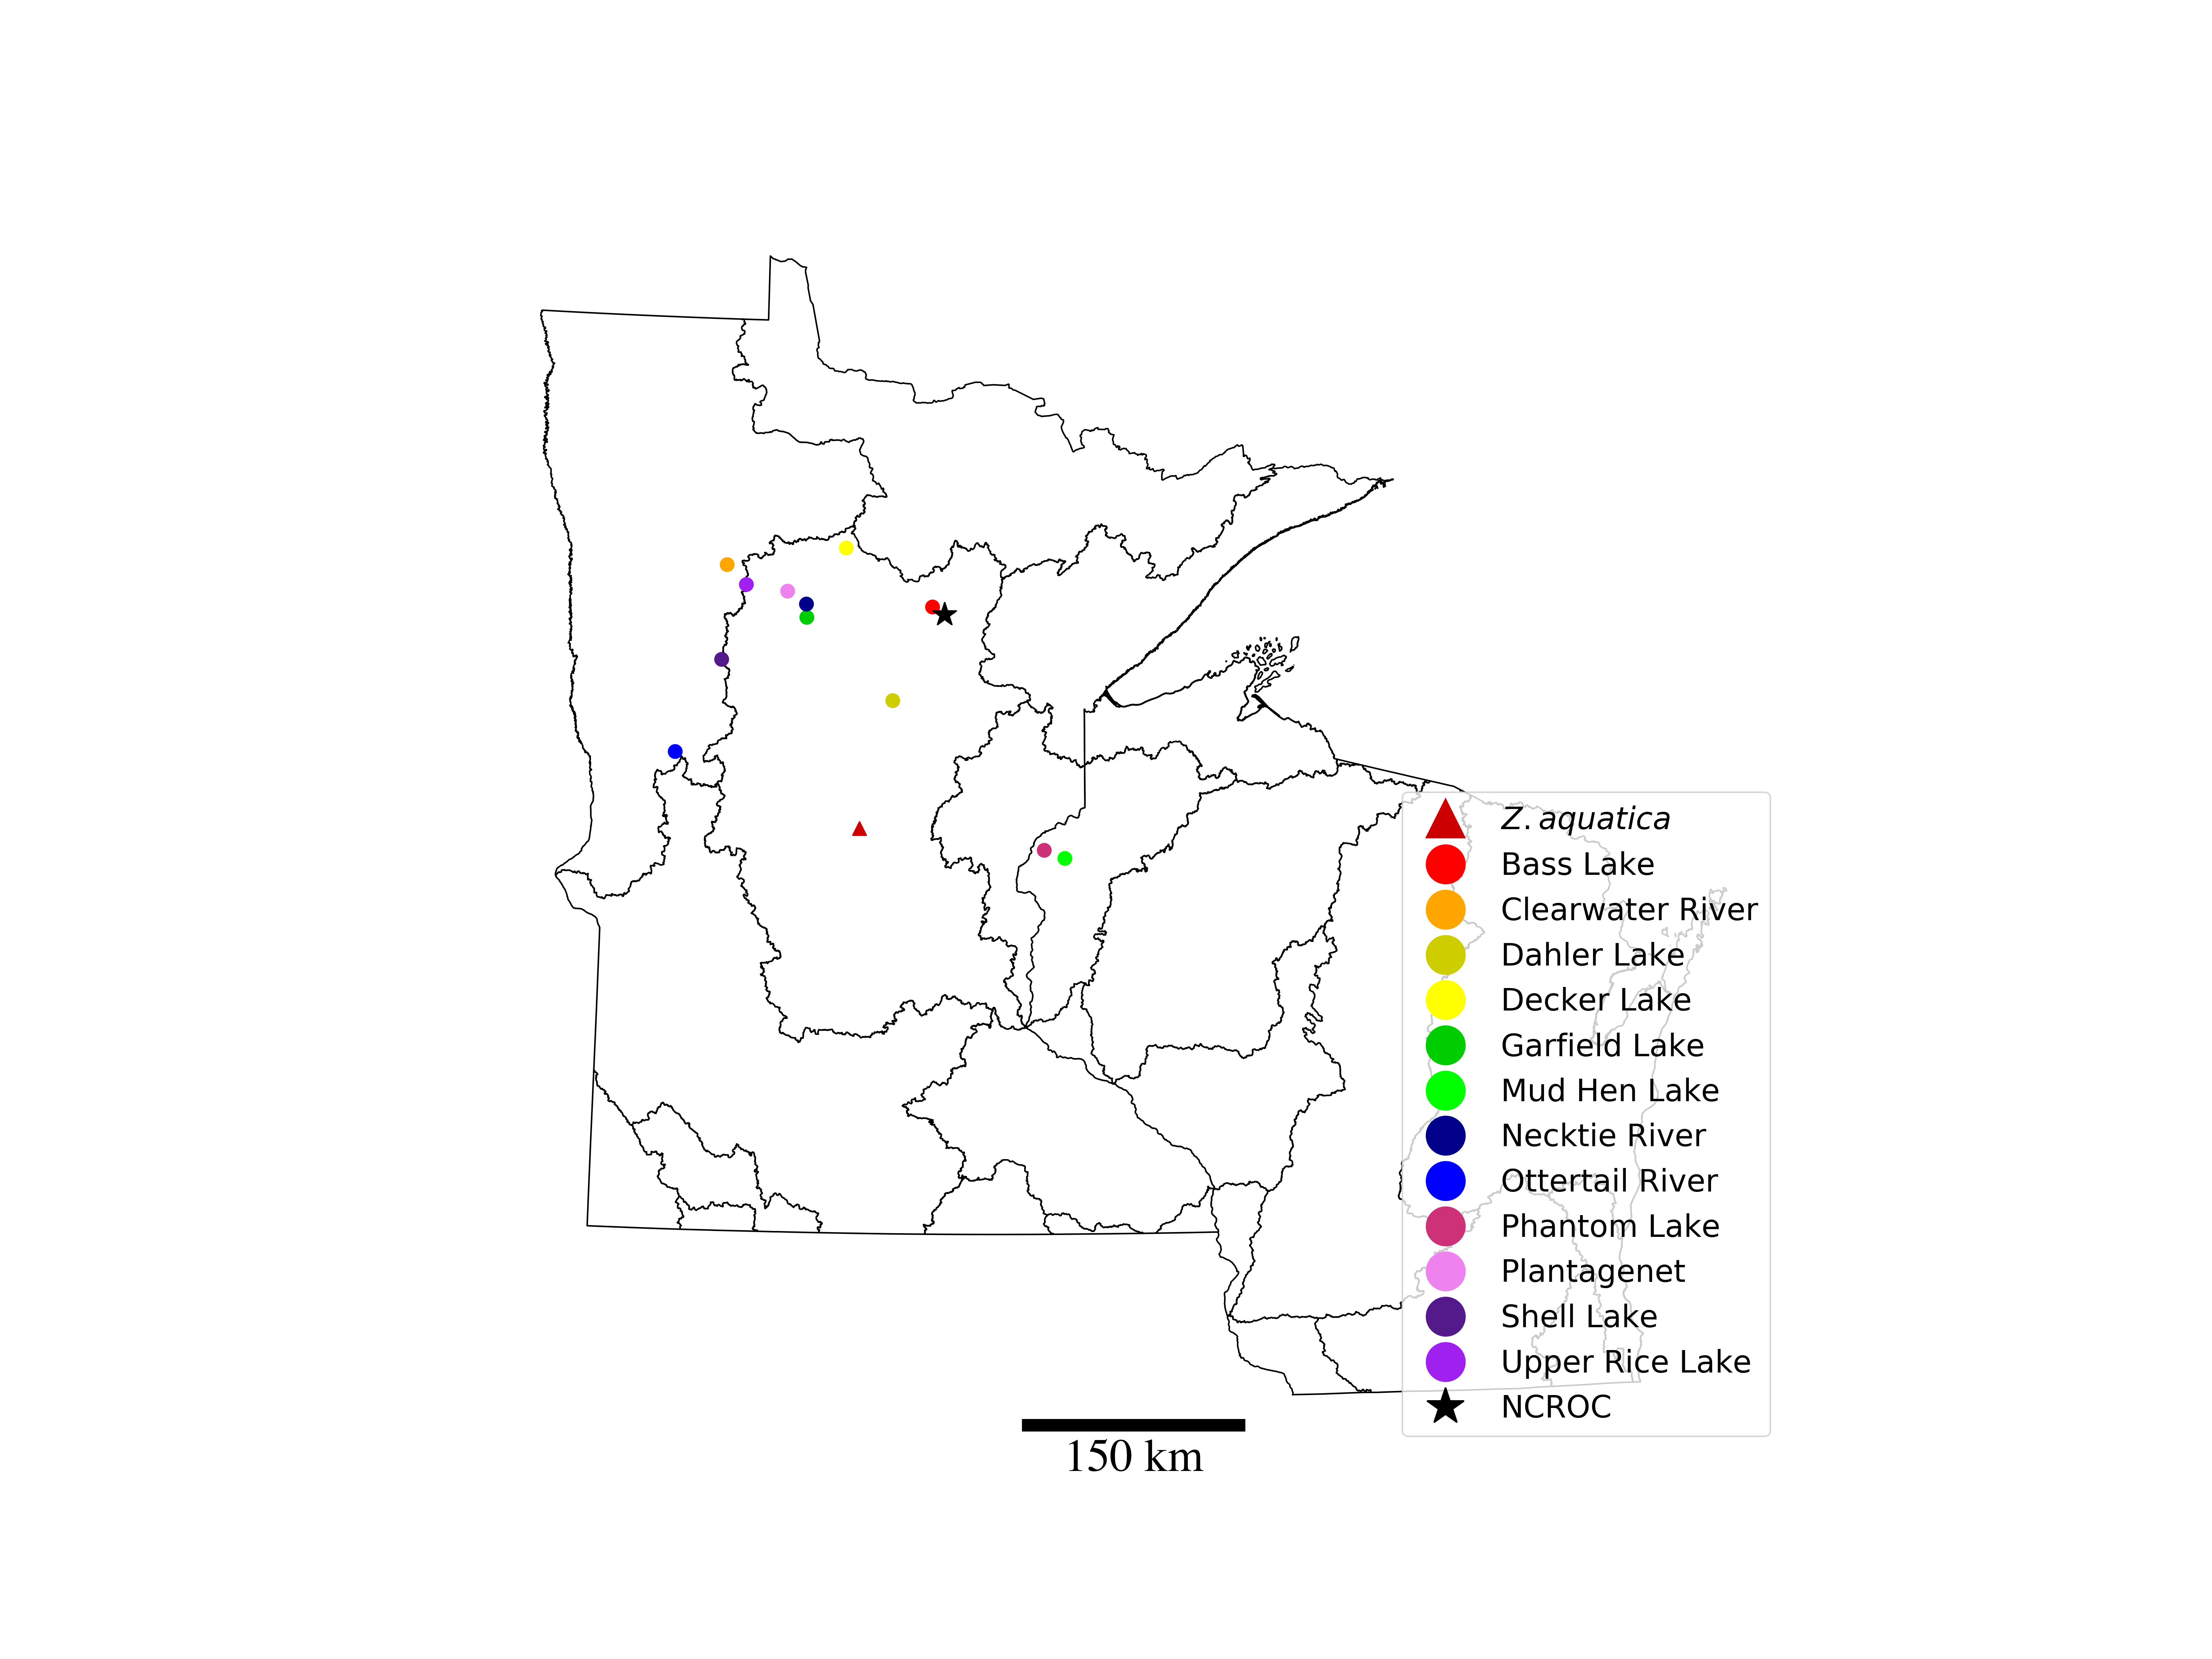 Z. aquatica
Bass Lake
Clearwater River
Dahler Lake
Decker Lake
Garfield Lake
Mud Hen Lake
Necktie River
Ottertail River
Phantom Lake
Plantagenet
Shell Lake
Upper Rice Lake
NCROC
150 km